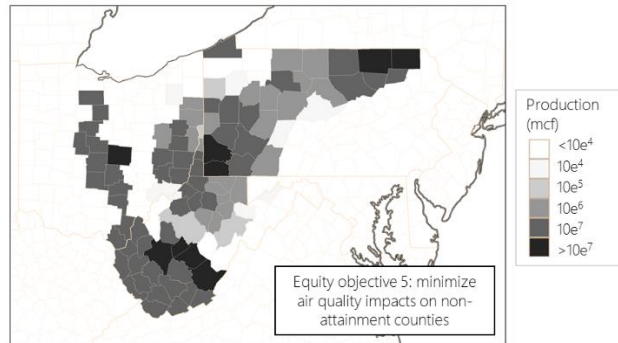 Production
(mcf)
<10e⁴
10e⁴
10e⁵
10e⁶
10e⁷
>10e⁷
Equity objective 5: minimize
air quality impacts on non-
attainment counties